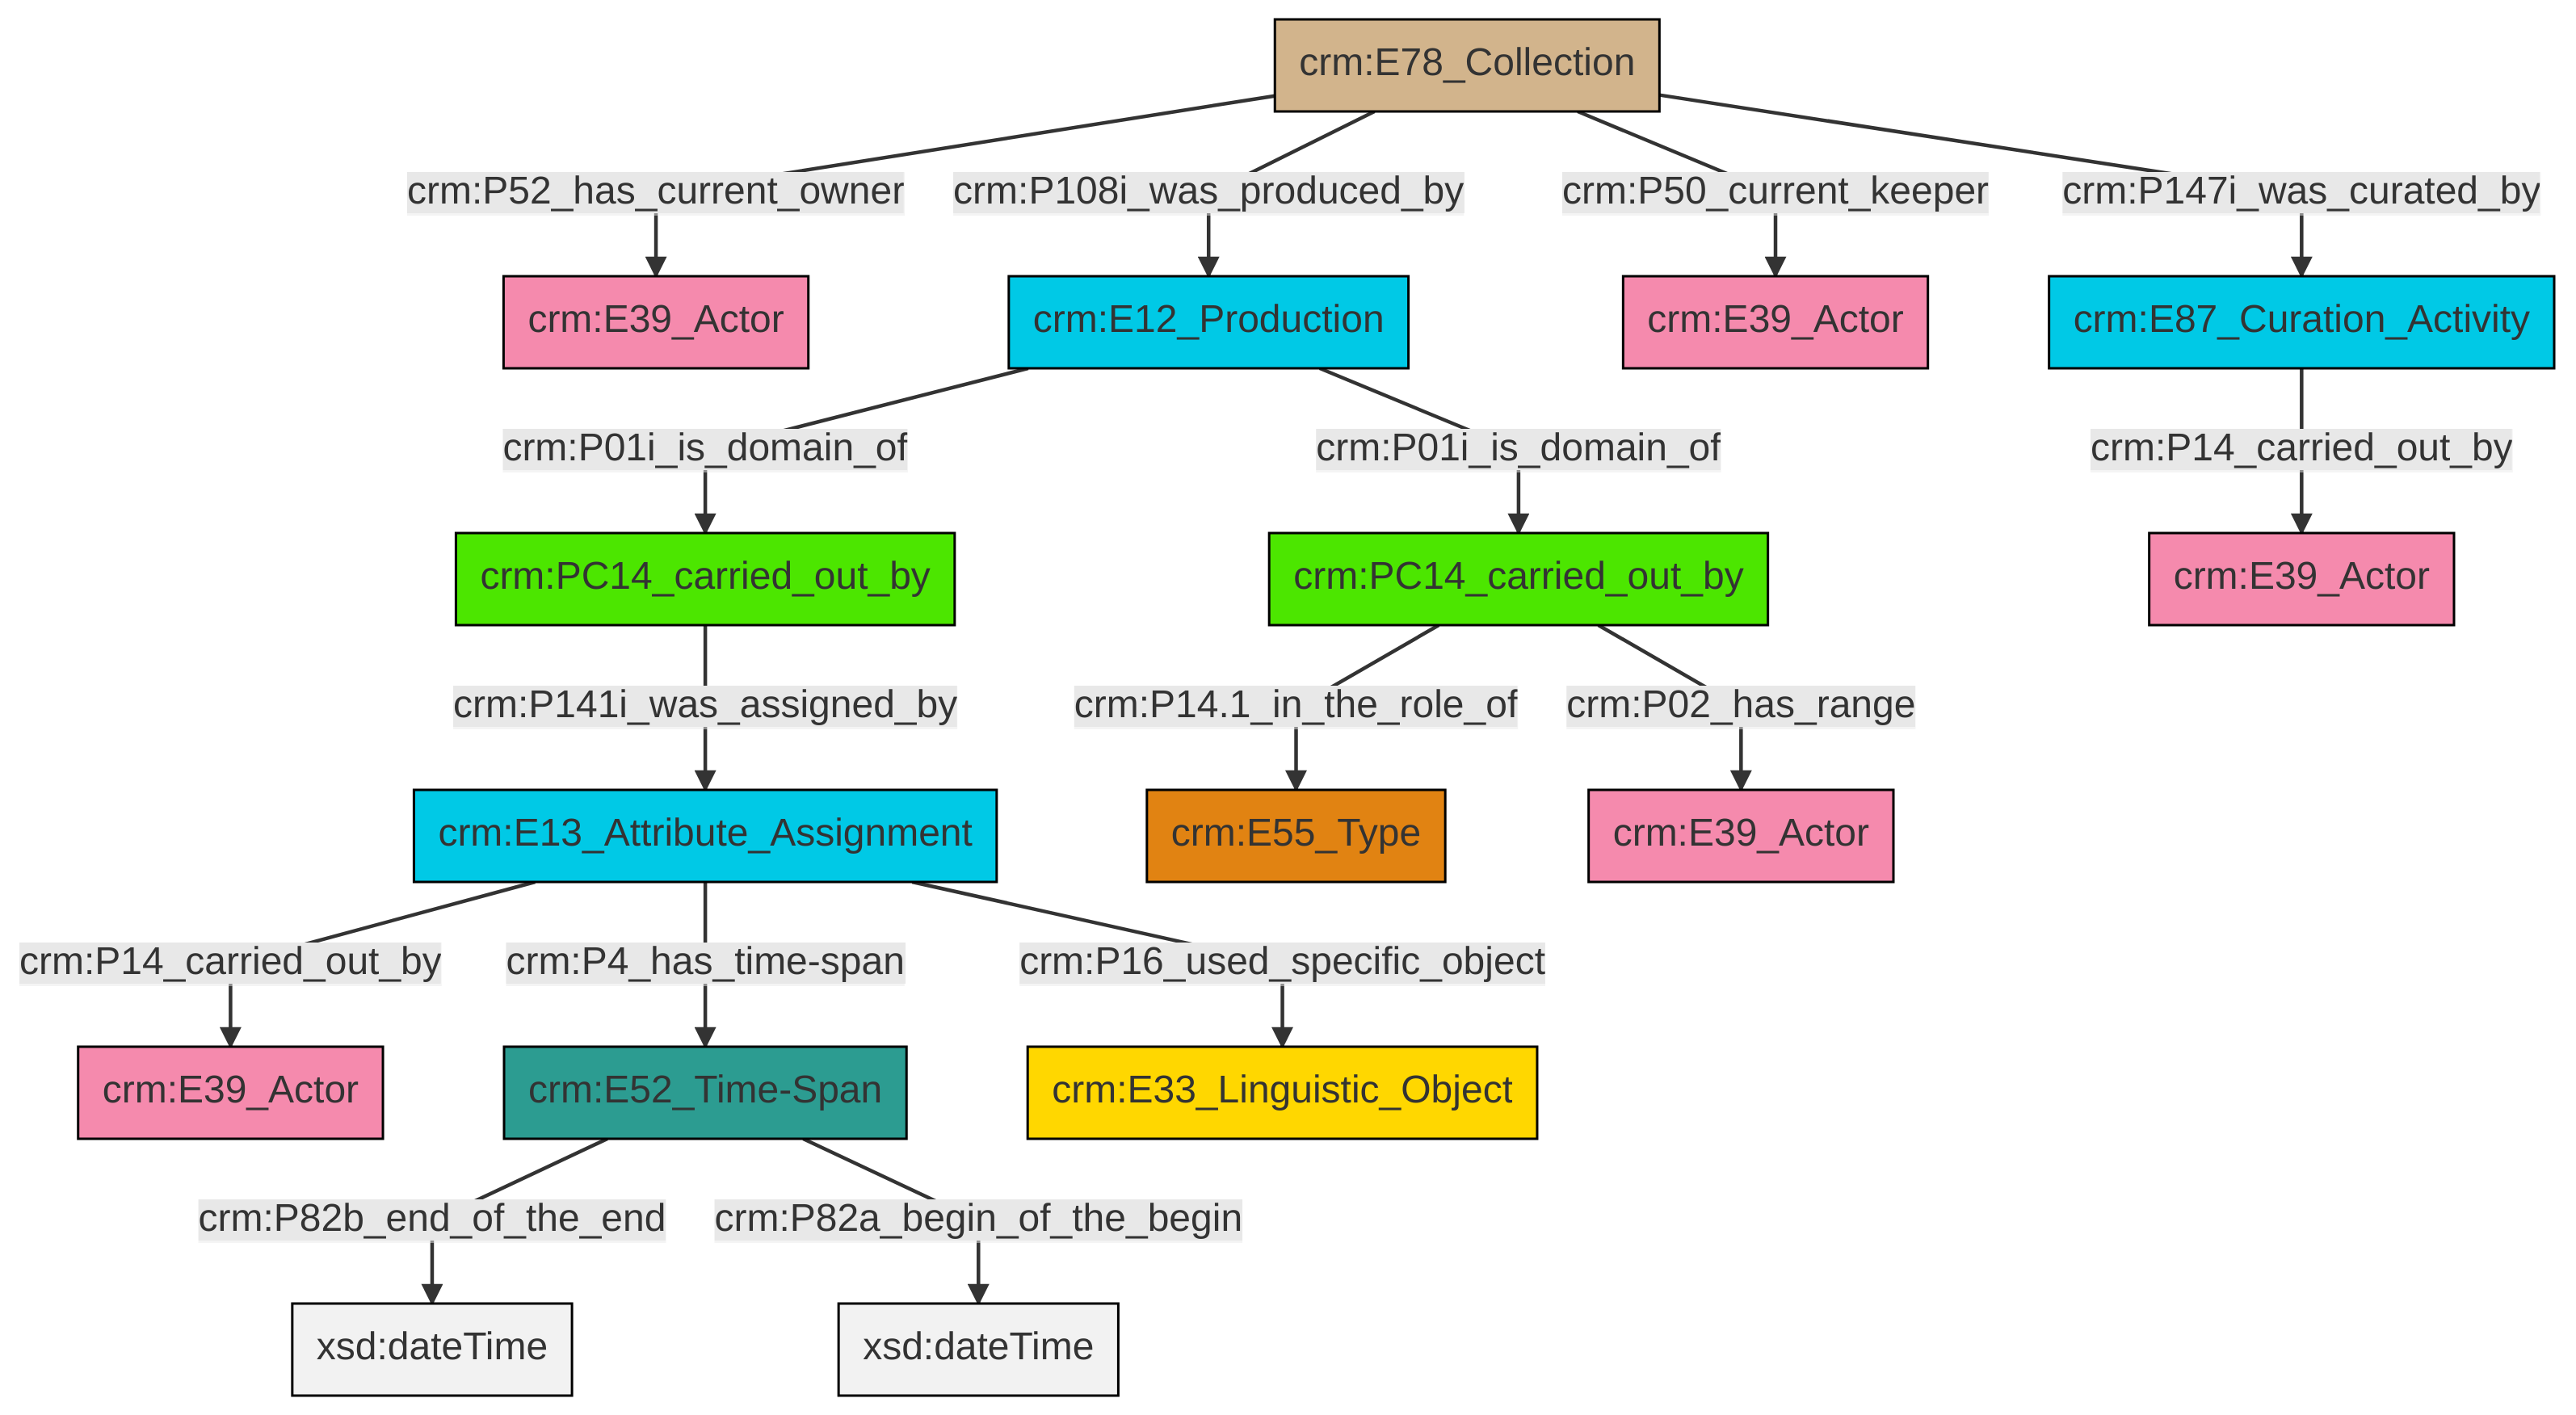 crm:E78_Collection
crm:P52_has_current_owner
crm:P108i_was_produced_by
crm:P50_current_keeper
crm:P147i_was_curated_by
crm:E39_Actor
crm:E12_Production
crm:E39_Actor
crm:E87_Curation_Activity
crm:P01i_is_domain_of
crm:P01i_is_domain_of
crm:P14_carried_out_by
crm:PC14_carried_out_by
crm:PC14_carried_out_by
crm:E39_Actor
crm:P141i_was_assigned_by
crm:P14.1_in_the_role_of
crm:P02_has_range
crm:E13_Attribute_Assignment
crm:E55_Type
crm:E39_Actor
crm:P14_carried_out_by
crm:P4_has_time-span
crm:P16_used_specific_object
crm:E39_Actor
crm:E52_Time-Span
crm:E33_Linguistic_Object
crm:P82b_end_of_the_end
crm:P82a_begin_of_the_begin
xsd:dateTime
xsd:dateTime